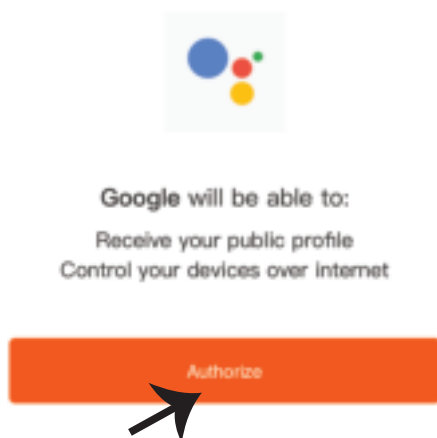 Google will be able to:
Receive your public profile
Control your devices over internet
Authorize